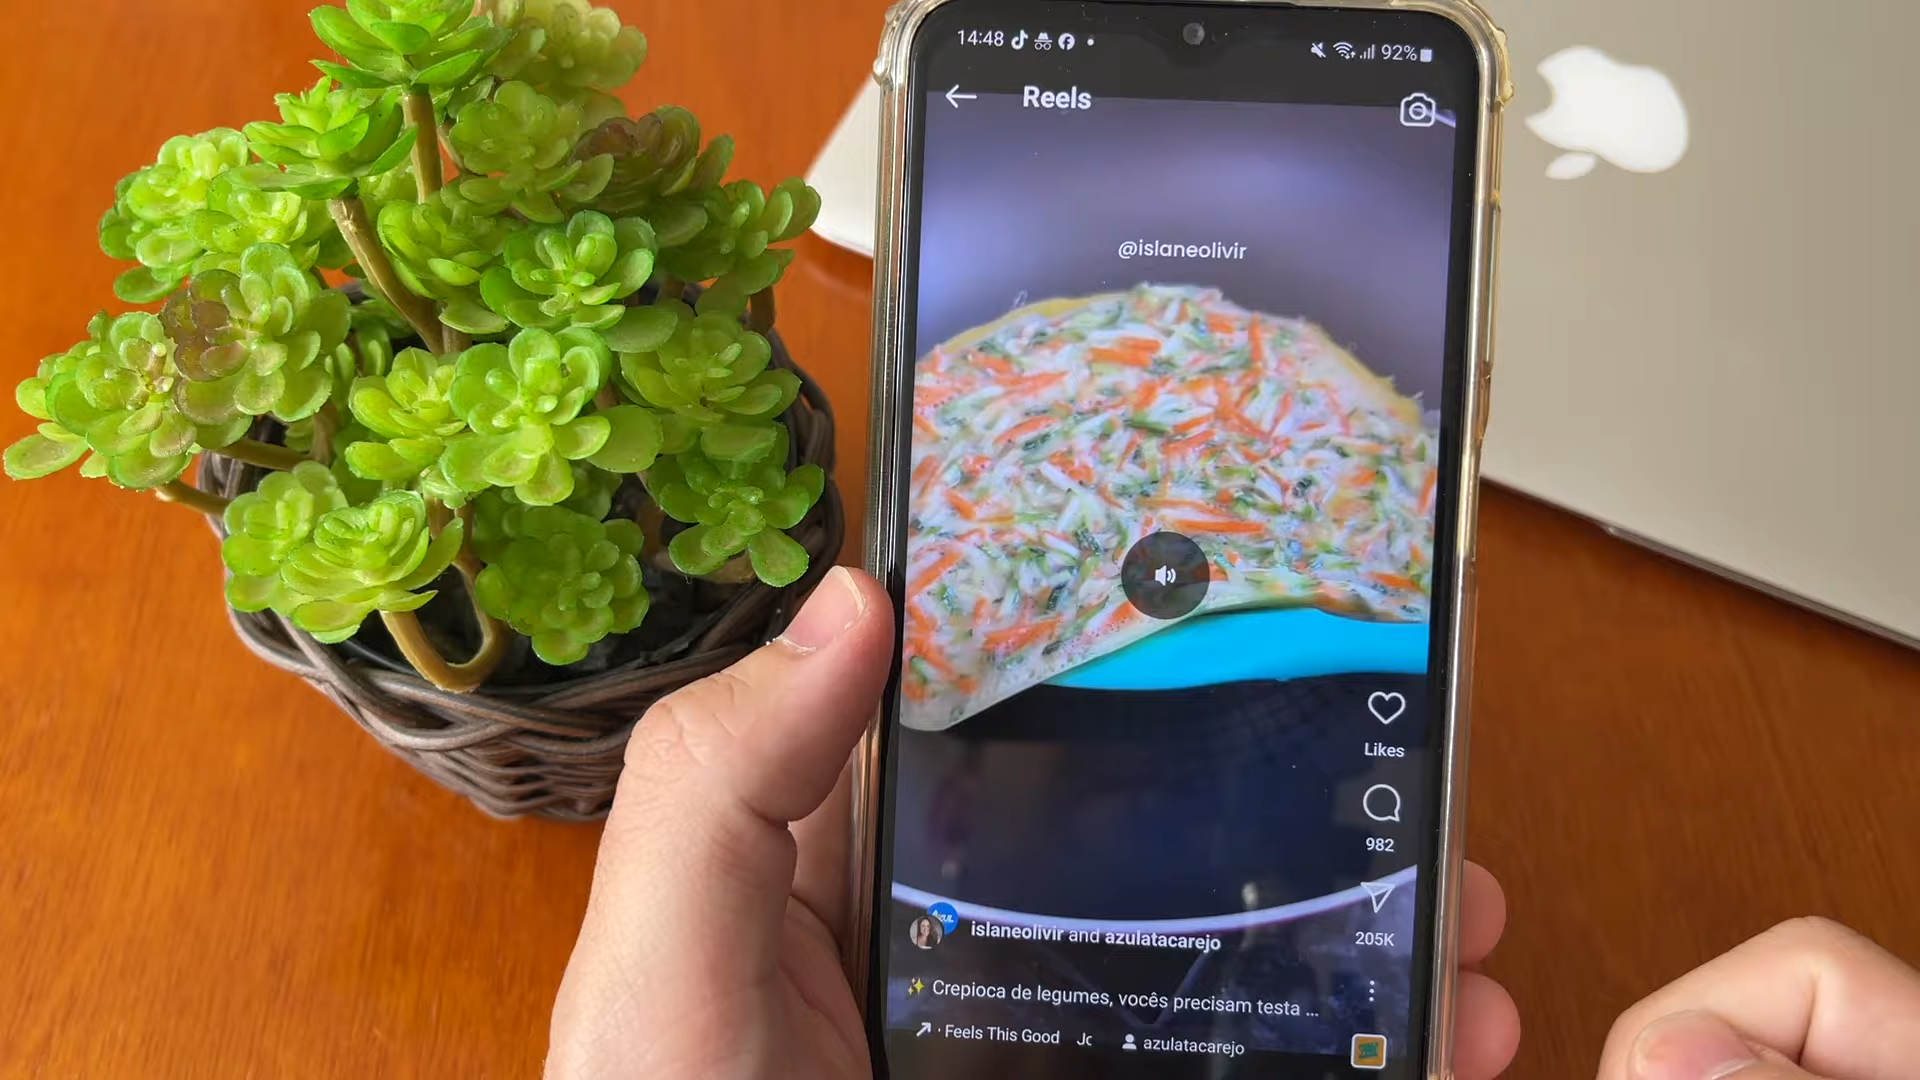 14:48
92%
Reels
@islaneolivir
Likes
982
205K
islaneolivir and azulatacarejo
✨ Crepioca de legumes, vocês precisam testa ...
· Feels This Good Jc
azulatacarejo